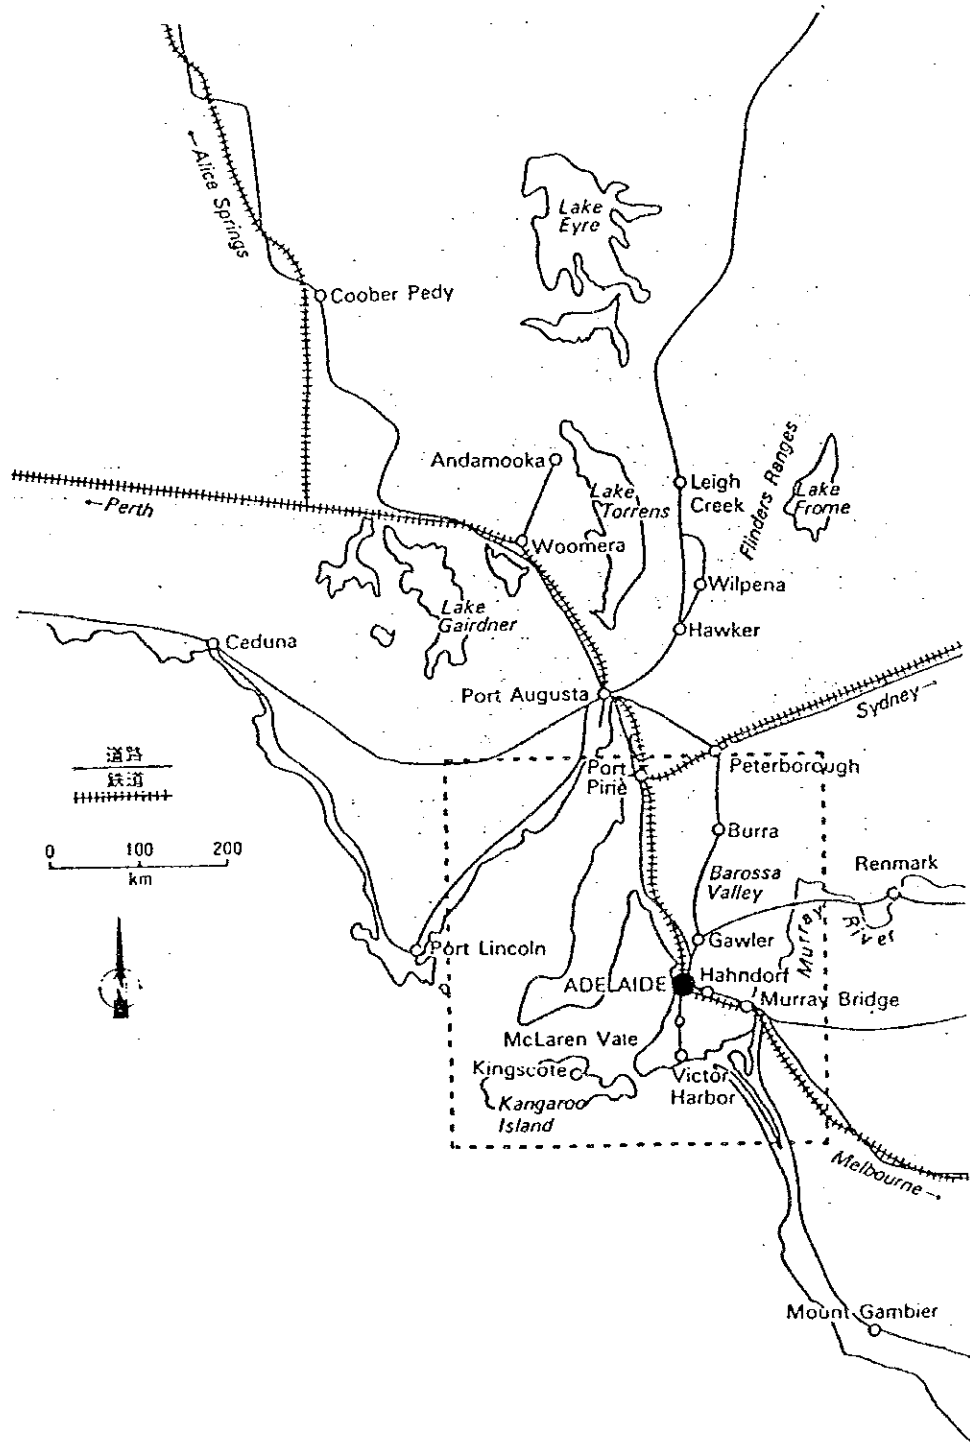 ←Alice Springs
Lake
Eyre
Coober Pedy
Andamooka
Lake
Torrens
Leigh
Creek
Flinders Ranges
Lake
Frome
←Perth
Woomera
Wilpena
Lake
Gairdner
Hawker
Ceduna
Port Augusta
Sydney→
道路
鉄道
Port
Pirie
Peterborough
0 100 200
km
Burra
Barossa
Valley
Renmark
Murray River
Port Lincoln
Gawler
ADELAIDE
Hahndorf
Murray Bridge
McLaren Vale
Kingscote
Kangaroo
Island
Victor
Harbor
Melbourne→
Mount Gambier